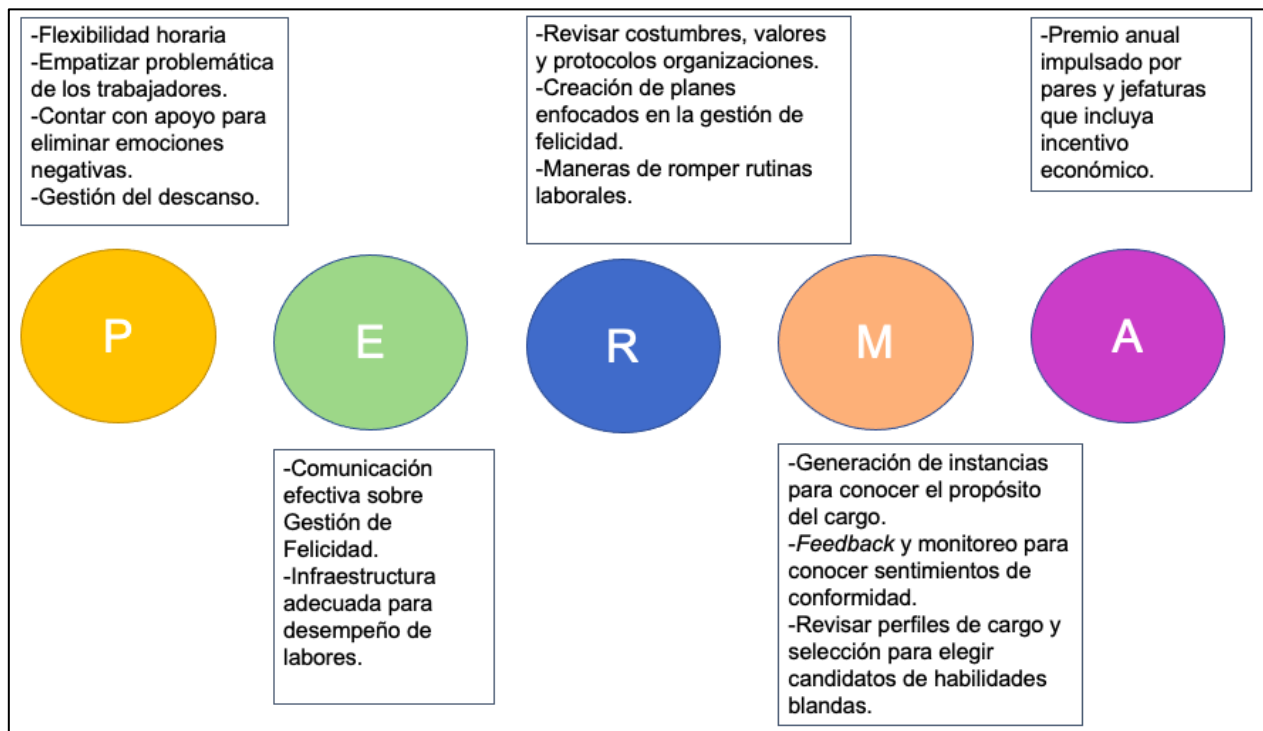 -Flexibilidad horaria
-Empatizar problemática
de los trabajadores.
-Contar con apoyo para
eliminar emociones
negativas.
-Gestión del descanso.
-Revisar costumbres, valores
y protocolos organizaciones.
-Creación de planes
enfocados en la gestión de
felicidad.
-Maneras de romper rutinas
laborales.
-Premio anual
impulsado por
pares y jefaturas
que incluya
incentivo
económico.
P
E
R
M
A
-Comunicación
efectiva sobre
Gestión de
Felicidad.
-Infraestructura
adecuada para
desempeño de
labores.
-Generación de instancias
para conocer el propósito
del cargo.
-Feedback y monitoreo para
conocer sentimientos de
conformidad.
-Revisar perfiles de cargo y
selección para elegir
candidatos de habilidades
blandas.